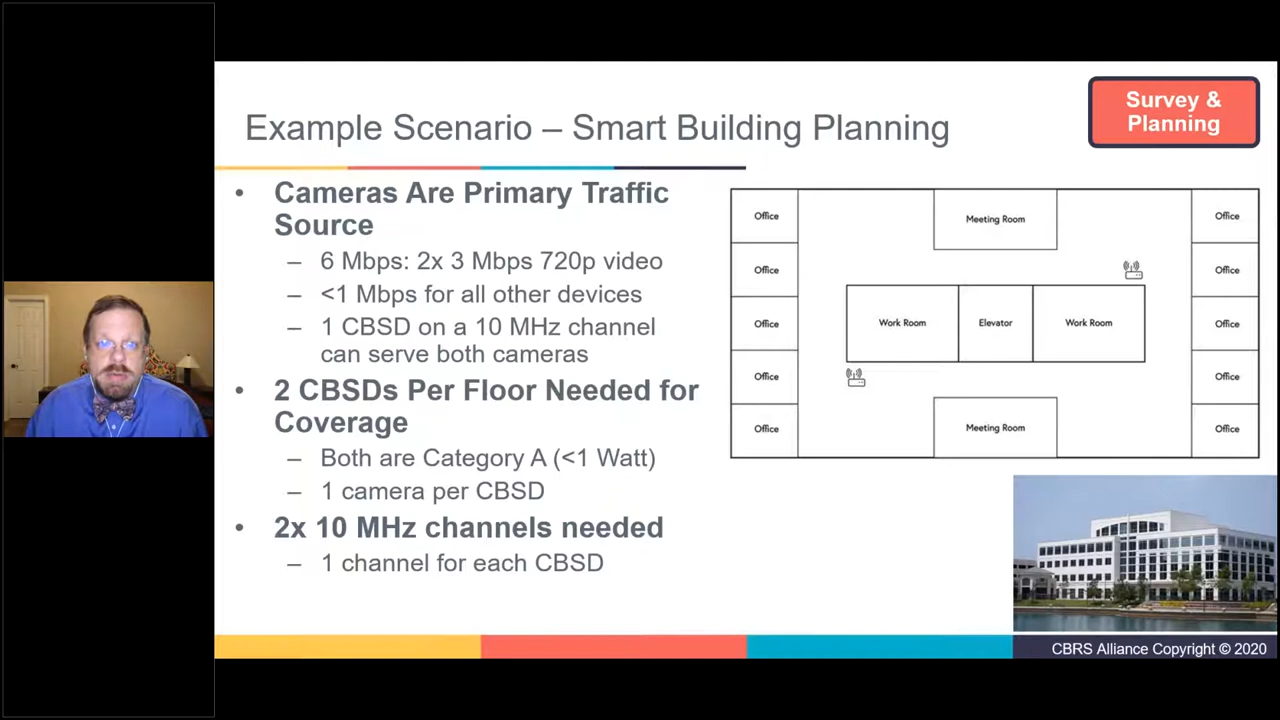 Example Scenario – Smart Building Planning
Survey &
Planning
• Cameras Are Primary Traffic
Source
– 6 Mbps: 2x 3 Mbps 720p video
– <1 Mbps for all other devices
– 1 CBSD on a 10 MHz channel
can serve both cameras
• 2 CBSDs Per Floor Needed for
Coverage
– Both are Category A (<1 Watt)
– 1 camera per CBSD
• 2x 10 MHz channels needed
– 1 channel for each CBSD
Office
Meeting Room
Office
Office
Office
Office
Work Room
Elevator
Work Room
Office
Office
Office
Office
Meeting Room
Office
CBRS Alliance Copyright © 2020